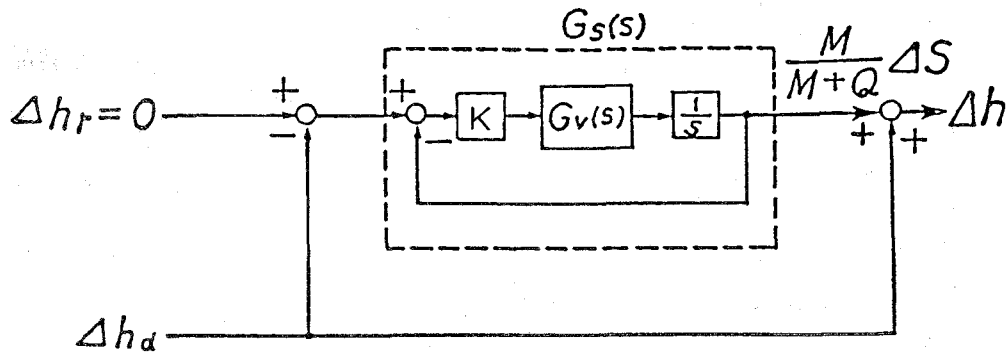 Gs(s)
M/(M+Q) ΔS
Δhr=0
+
−
+
−
K
Gv(s)
1/s
+
+
Δh
Δhd